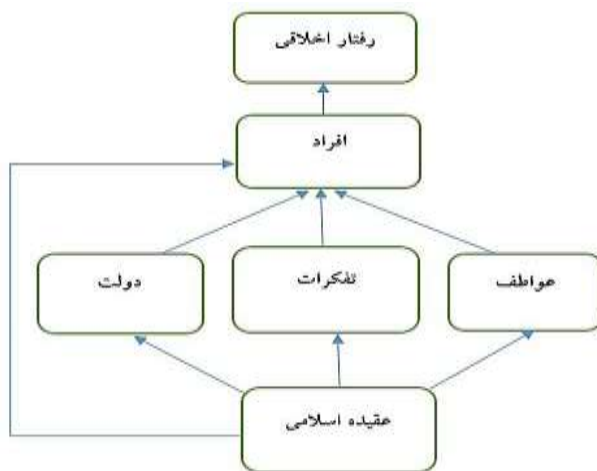 رفتار اخلاقی
افراد
عواطف
تفکرات
دولت
عقیده اسلامی